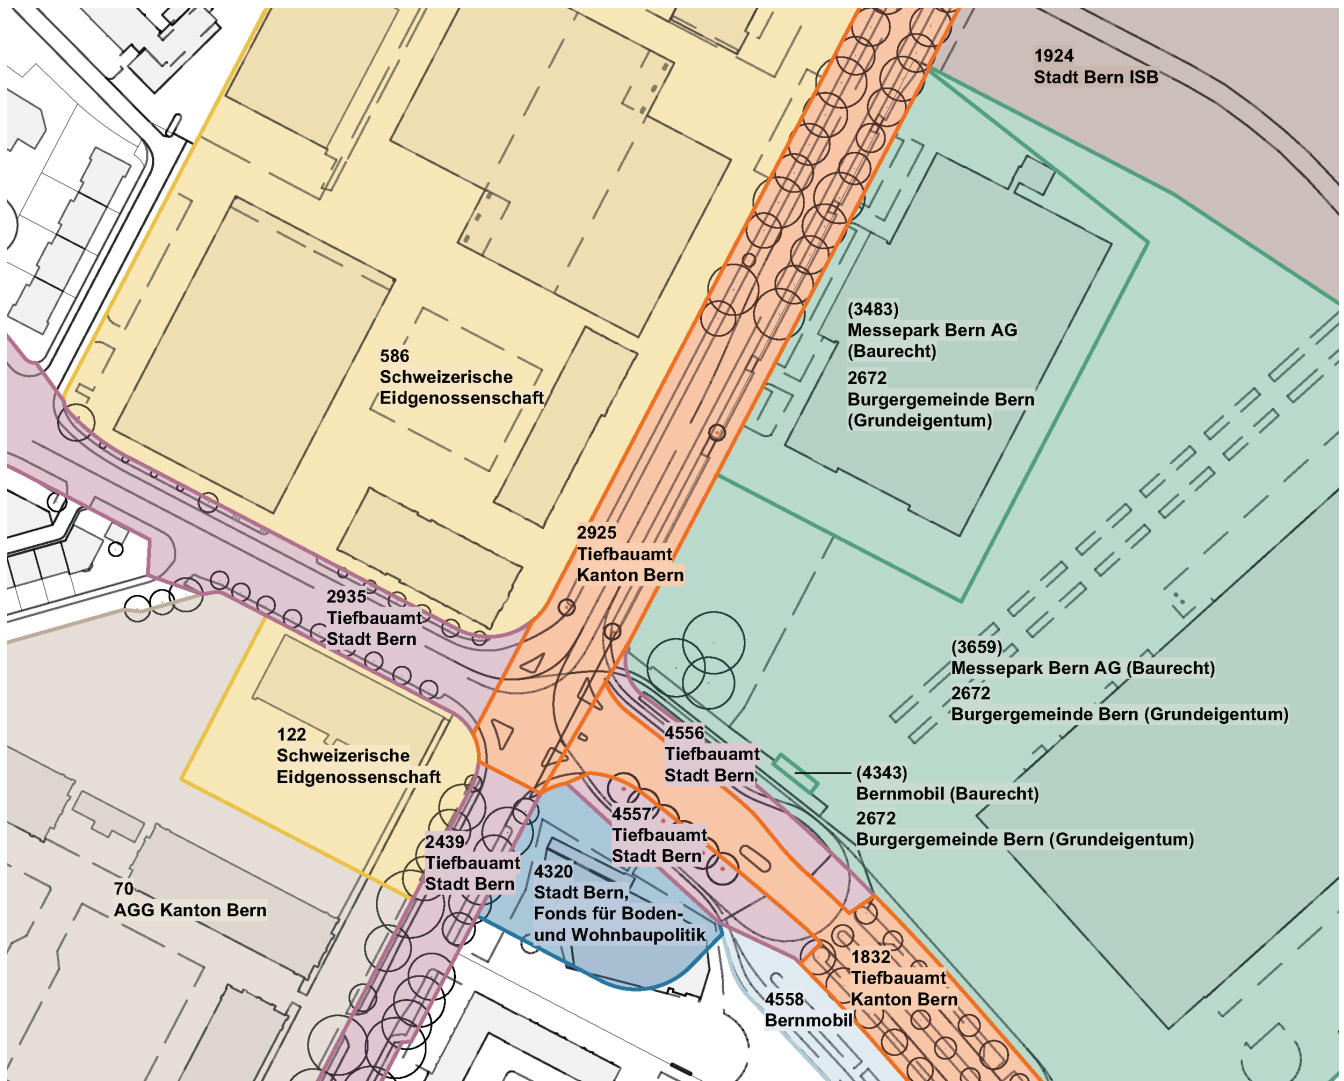 1924
Stadt Bern ISB
(3483)
Messepark Bern AG
(Baurecht)
2672
Burgergemeinde Bern
(Grundeigentum)
586
Schweizerische
Eidgenossenschaft
2925
Tiefbauamt
Kanton Bern
2935
Tiefbauamt
Stadt Bern
(3659)
Messepark Bern AG (Baurecht)
2672
Burgergemeinde Bern (Grundeigentum)
122
Schweizerische
Eidgenossenschaft
4556
Tiefbauamt
Stadt Bern
(4343)
Bernmobil (Baurecht)
2672
Burgergemeinde Bern (Grundeigentum)
4557
Tiefbauamt
Stadt Bern
2439
Tiefbauamt
Stadt Bern
4320
Stadt Bern,
Fonds für Boden-
und Wohnbaupolitik
70
AGG Kanton Bern
1832
Tiefbauamt
Kanton Bern
4558
Bernmobil